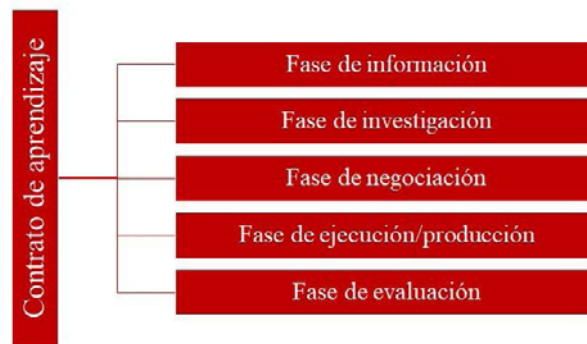 Contrato de aprendizaje
Fase de información
Fase de investigación
Fase de negociación
Fase de ejecución/producción
Fase de evaluación